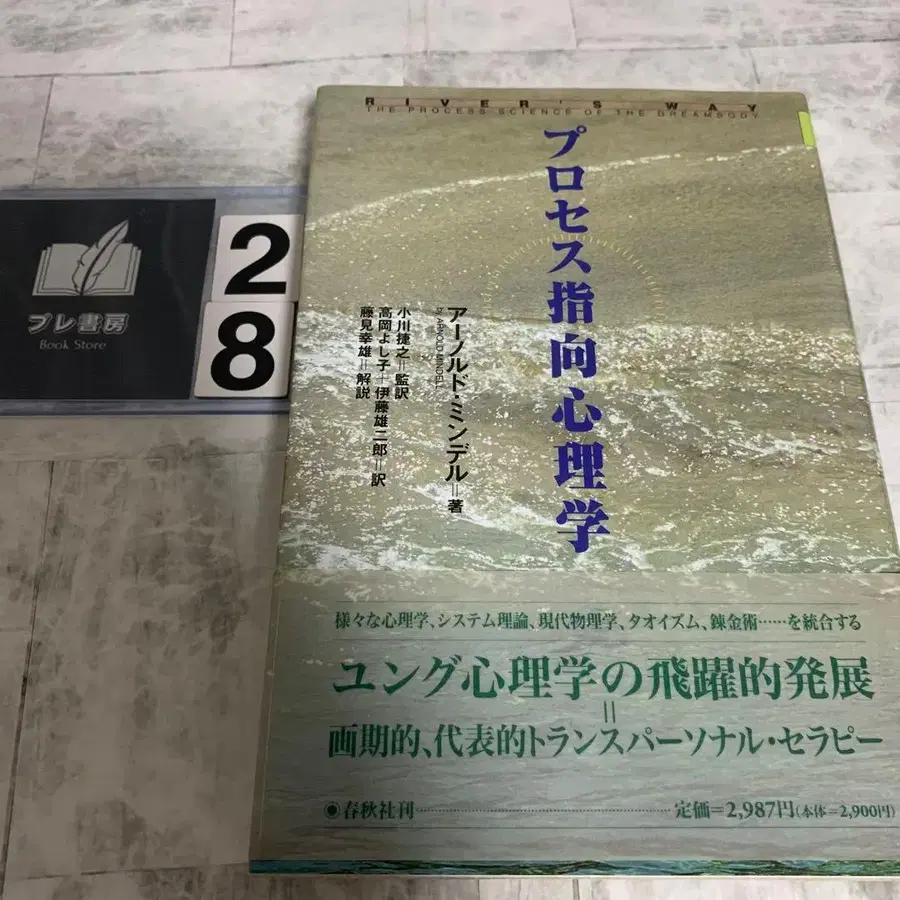 RIVER'S WAY
THE PROCESS SCIENCE OF THE DREAMBODY
プロセス指向心理学
アーノルド・ミンデル=著
by ARNOLD MINDELL
小川捷之=監訳
高岡よし子+伊藤雄二郎=訳
藤見幸雄=解説
様々な心理学、システム理論、現代物理学、タオイズム、錬金術……を統合する
ユング心理学の飛躍的発展
=
画期的、代表的トランスパーソナル・セラピー
◉春秋社刊……定価=2,987円(本体=2,900円)
プレ書房
Book Store
2
8